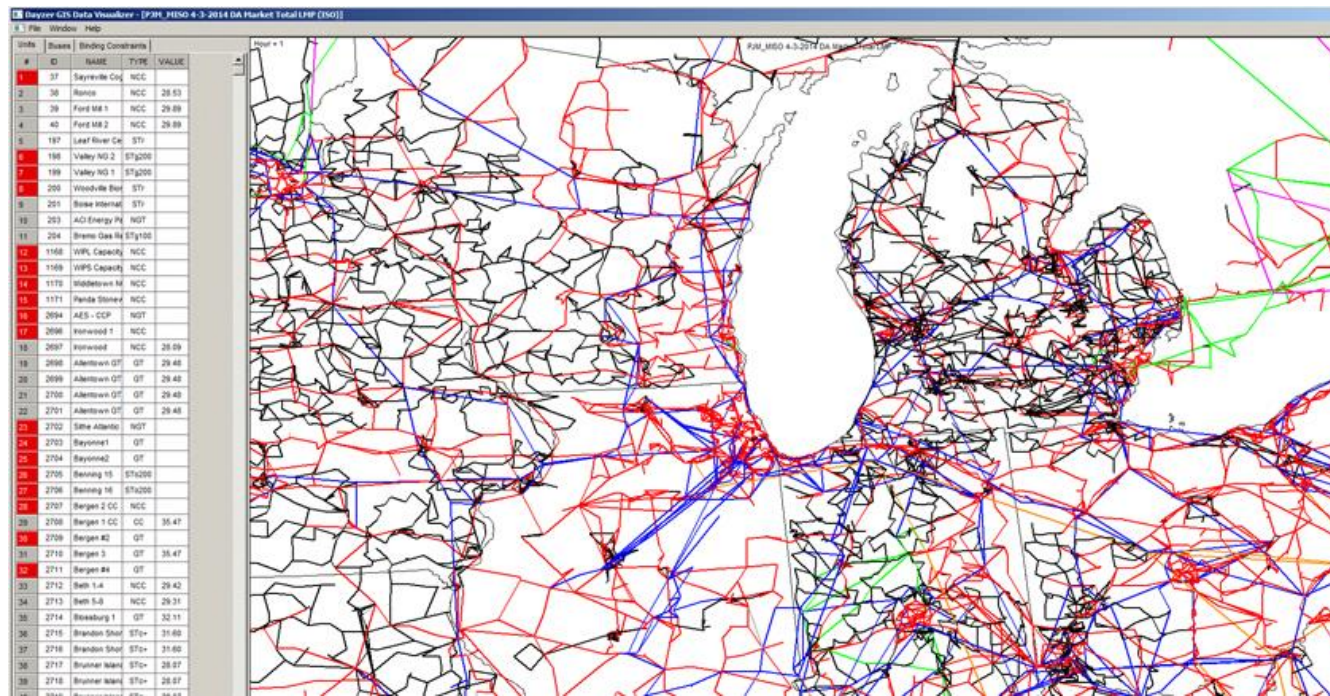 Dayzer GIS Data Visualizer - [PJM_MISO 4-3-2014 DA Market Total LMP (ISO)]
File Window Help
Units Buses Binding Constraints
Hour = 1
PJM_MISO 4-3-2014 DA Market Total LMP
# ID NAME TYPE VALUE
1 37 Sayreville Cog NCC
2 38 Ronco NCC 28.53
3 39 Ford Mill 1 NCC 29.89
4 40 Ford Mill 2 NCC 29.89
5 197 Leaf River Ce STr
6 198 Valley NG 2 STg200
7 199 Valley NG 1 STg200
8 200 Woodville Bior STr
9 201 Boise Internat STr
10 203 ACI Energy Pa NGT
11 204 Bremo Gas Re STg100
12 1168 WIPL Capacity NCC
13 1169 WIPS Capacity NCC
14 1170 Middletown N NCC
15 1171 Panda Stonew NCC
16 2694 AES - CCP NGT
17 2696 Ironwood 1 NCC
18 2697 Ironwood NCC 28.09
19 2698 Allentown GT GT 29.48
20 2699 Allentown GT GT 29.48
21 2700 Allentown GT GT 29.48
22 2701 Allentown GT GT 29.48
23 2702 Sithe Atlantic NGT
24 2703 Bayonne1 GT
25 2704 Bayonne2 GT
26 2705 Benning 15 STo200
27 2706 Benning 16 STo200
28 2707 Bergen 2 CC NCC
29 2708 Bergen 1 CC CC 35.47
30 2709 Bergen #2 GT
31 2710 Bergen 3 GT 35.47
32 2711 Bergen #4 GT
33 2712 Beth 1-4 NCC 29.42
34 2713 Beth 5-8 NCC 29.31
35 2714 Blossburg 1 GT 32.11
36 2715 Brandon Shor STc+ 31.60
37 2716 Brandon Shor STc+ 31.60
38 2717 Brunner Islan STc+ 28.07
39 2718 Brunner Islan STc+ 28.07